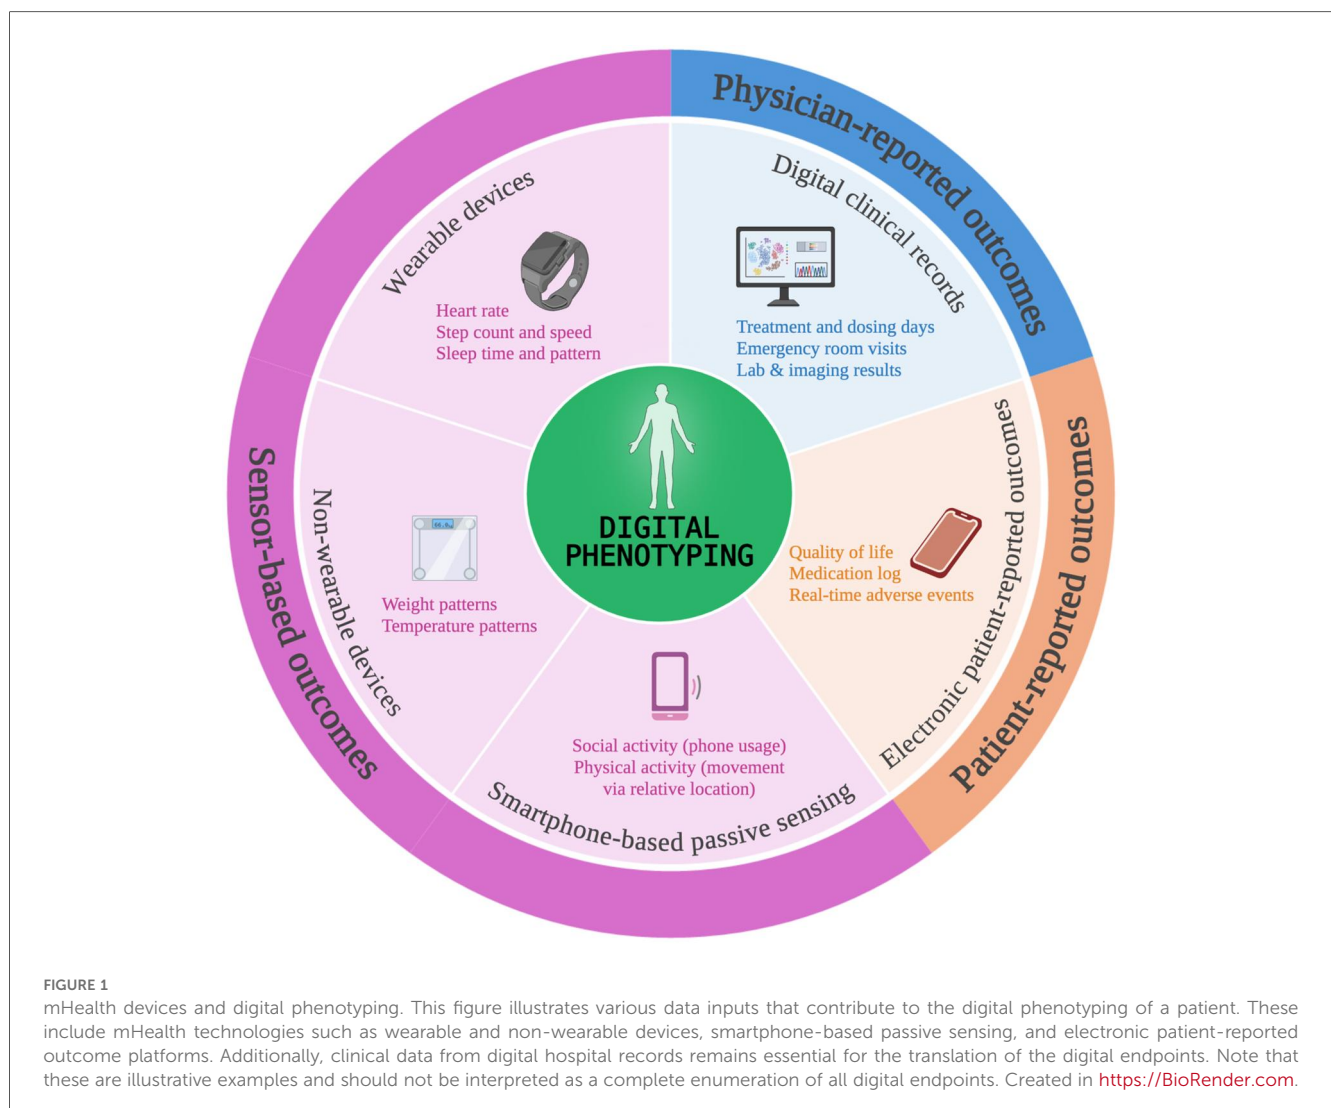 Physician-reported outcomes
Digital clinical records
Treatment and dosing days
Emergency room visits
Lab & imaging results
Patient-reported outcomes
Electronic patient-reported outcomes
Quality of life
Medication log
Real-time adverse events
Sensor-based outcomes
Smartphone-based passive sensing
Social activity (phone usage)
Physical activity (movement
via relative location)
Non-wearable devices
Weight patterns
Temperature patterns
Wearable devices
Heart rate
Step count and speed
Sleep time and pattern
DIGITAL
PHENOTYPING
FIGURE 1
mHealth devices and digital phenotyping. This figure illustrates various data inputs that contribute to the digital phenotyping of a patient. These
include mHealth technologies such as wearable and non-wearable devices, smartphone-based passive sensing, and electronic patient-reported
outcome platforms. Additionally, clinical data from digital hospital records remains essential for the translation of the digital endpoints. Note that
these are illustrative examples and should not be interpreted as a complete enumeration of all digital endpoints. Created in https://BioRender.com.